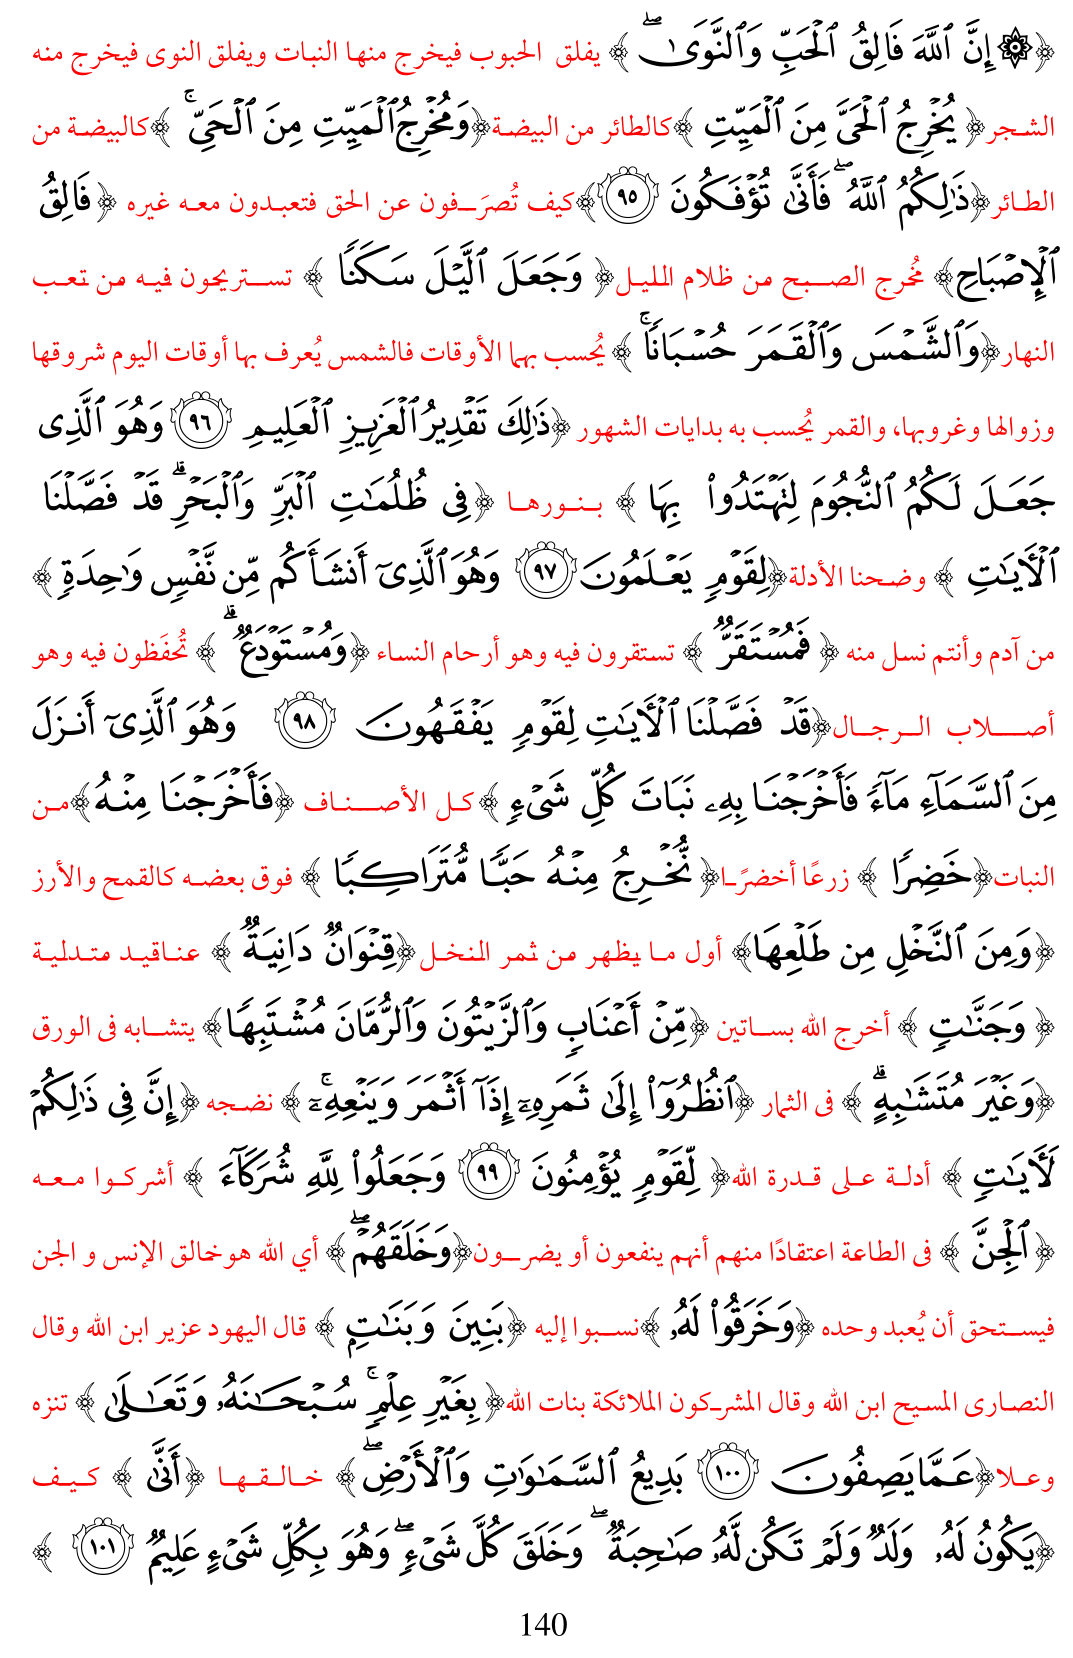 ﴿ ۞ إِنَّ ٱللَّهَ فَالِقُ ٱلْحَبِّ وَٱلنَّوَىٰ ۖ ﴾ يفلق الحبوب فيخرج منها النبات ويفلق النوى فيخرج منه
الشجر ﴿ يُخْرِجُ ٱلْحَىَّ مِنَ ٱلْمَيِّتِ ﴾ كالطائر من البيضة ﴿ وَمُخْرِجُ ٱلْمَيِّتِ مِنَ ٱلْحَىِّ ۚ ﴾ كالبيضة من
الطائر ﴿ ذَٰلِكُمُ ٱللَّهُ ۖ فَأَنَّىٰ تُؤْفَكُونَ ٩٥ ﴾ كيف تُصرَفون عن الحق فتعبدون معه غيره ﴿ فَالِقُ
ٱلْإِصْبَاحِ ﴾ مُخرج الصبح من ظلام الليل ﴿ وَجَعَلَ ٱلَّيْلَ سَكَنًا ﴾ تستريحون فيه من تعب
النهار ﴿ وَٱلشَّمْسَ وَٱلْقَمَرَ حُسْبَانًا ۚ ﴾ يُحسب بهما الأوقات فالشمس يُعرف بها أوقات اليوم شروقها
وزوالها وغروبها، والقمر يُحسب به بدايات الشهور ﴿ ذَٰلِكَ تَقْدِيرُ ٱلْعَزِيزِ ٱلْعَلِيمِ ٩٦ وَهُوَ ٱلَّذِى
جَعَلَ لَكُمُ ٱلنُّجُومَ لِتَهْتَدُوا۟ بِهَا ﴾ بنورها ﴿ فِى ظُلُمَٰتِ ٱلْبَرِّ وَٱلْبَحْرِ ۗ قَدْ فَصَّلْنَا
ٱلْأَيَٰتِ ﴾ وضحنا الأدلة ﴿ لِقَوْمٍ يَعْلَمُونَ ٩٧ وَهُوَ ٱلَّذِىٓ أَنشَأَكُم مِّن نَّفْسٍ وَٰحِدَةٍ ﴾
من آدم وأنتم نسل منه ﴿ فَمُسْتَقَرٌّ ﴾ تستقرون فيه وهو أرحام النساء ﴿ وَمُسْتَوْدَعٌ ۗ ﴾ تُحفَظون فيه وهو
أصلاب الرجال ﴿ قَدْ فَصَّلْنَا ٱلْأَيَٰتِ لِقَوْمٍ يَفْقَهُونَ ٩٨ وَهُوَ ٱلَّذِىٓ أَنزَلَ
مِنَ ٱلسَّمَآءِ مَآءً فَأَخْرَجْنَا بِهِۦ نَبَاتَ كُلِّ شَىْءٍ ﴾ كل الأصناف ﴿ فَأَخْرَجْنَا مِنْهُ ﴾ من
النبات ﴿ خَضِرًا ﴾ زرعًا أخضرًا ﴿ نُّخْرِجُ مِنْهُ حَبًّا مُّتَرَاكِبًا ﴾ فوق بعضه كالقمح والأرز
﴿ وَمِنَ ٱلنَّخْلِ مِن طَلْعِهَا ﴾ أول ما يظهر من ثمر النخل ﴿ قِنْوَانٌ دَانِيَةٌ ﴾ عناقيد متدلية
﴿ وَجَنَّٰتٍ ﴾ أخرج الله بساتين ﴿ مِّنْ أَعْنَابٍ وَٱلزَّيْتُونَ وَٱلرُّمَّانَ مُشْتَبِهًا ﴾ يتشابه فى الورق
﴿ وَغَيْرَ مُتَشَٰبِهٍ ۗ ﴾ فى الثمار ﴿ ٱنظُرُوٓا۟ إِلَىٰ ثَمَرِهِۦٓ إِذَآ أَثْمَرَ وَيَنْعِهِۦٓ ۚ ﴾ نضجه ﴿ إِنَّ فِى ذَٰلِكُمْ
لَأَيَٰتٍ ﴾ أدلة على قدرة الله ﴿ لِّقَوْمٍ يُؤْمِنُونَ ٩٩ وَجَعَلُوا۟ لِلَّهِ شُرَكَآءَ ﴾ أشركوا معه
﴿ ٱلْجِنَّ ﴾ فى الطاعة اعتقادًا منهم أنهم ينفعون أو يضرون ﴿ وَخَلَقَهُمْ ۖ ﴾ أي الله هو خالق الإنس و الجن
فيستحق أن يُعبد وحده ﴿ وَخَرَقُوا۟ لَهُۥ ﴾ نسبوا إليه ﴿ بَنِينَ وَبَنَٰتٍۭ ﴾ قال اليهود عزير ابن الله وقال
النصارى المسيح ابن الله وقال المشركون الملائكة بنات الله ﴿ بِغَيْرِ عِلْمٍ ۚ سُبْحَٰنَهُۥ وَتَعَٰلَىٰ ﴾ تنزه
وعلا ﴿ عَمَّا يَصِفُونَ ١٠٠ بَدِيعُ ٱلسَّمَٰوَٰتِ وَٱلْأَرْضِ ۖ ﴾ خالقها ﴿ أَنَّىٰ ﴾ كيف
﴿ يَكُونُ لَهُۥ وَلَدٌ وَلَمْ تَكُن لَّهُۥ صَٰحِبَةٌ ۖ وَخَلَقَ كُلَّ شَىْءٍ ۖ وَهُوَ بِكُلِّ شَىْءٍ عَلِيمٌ ١٠١ ﴾
140